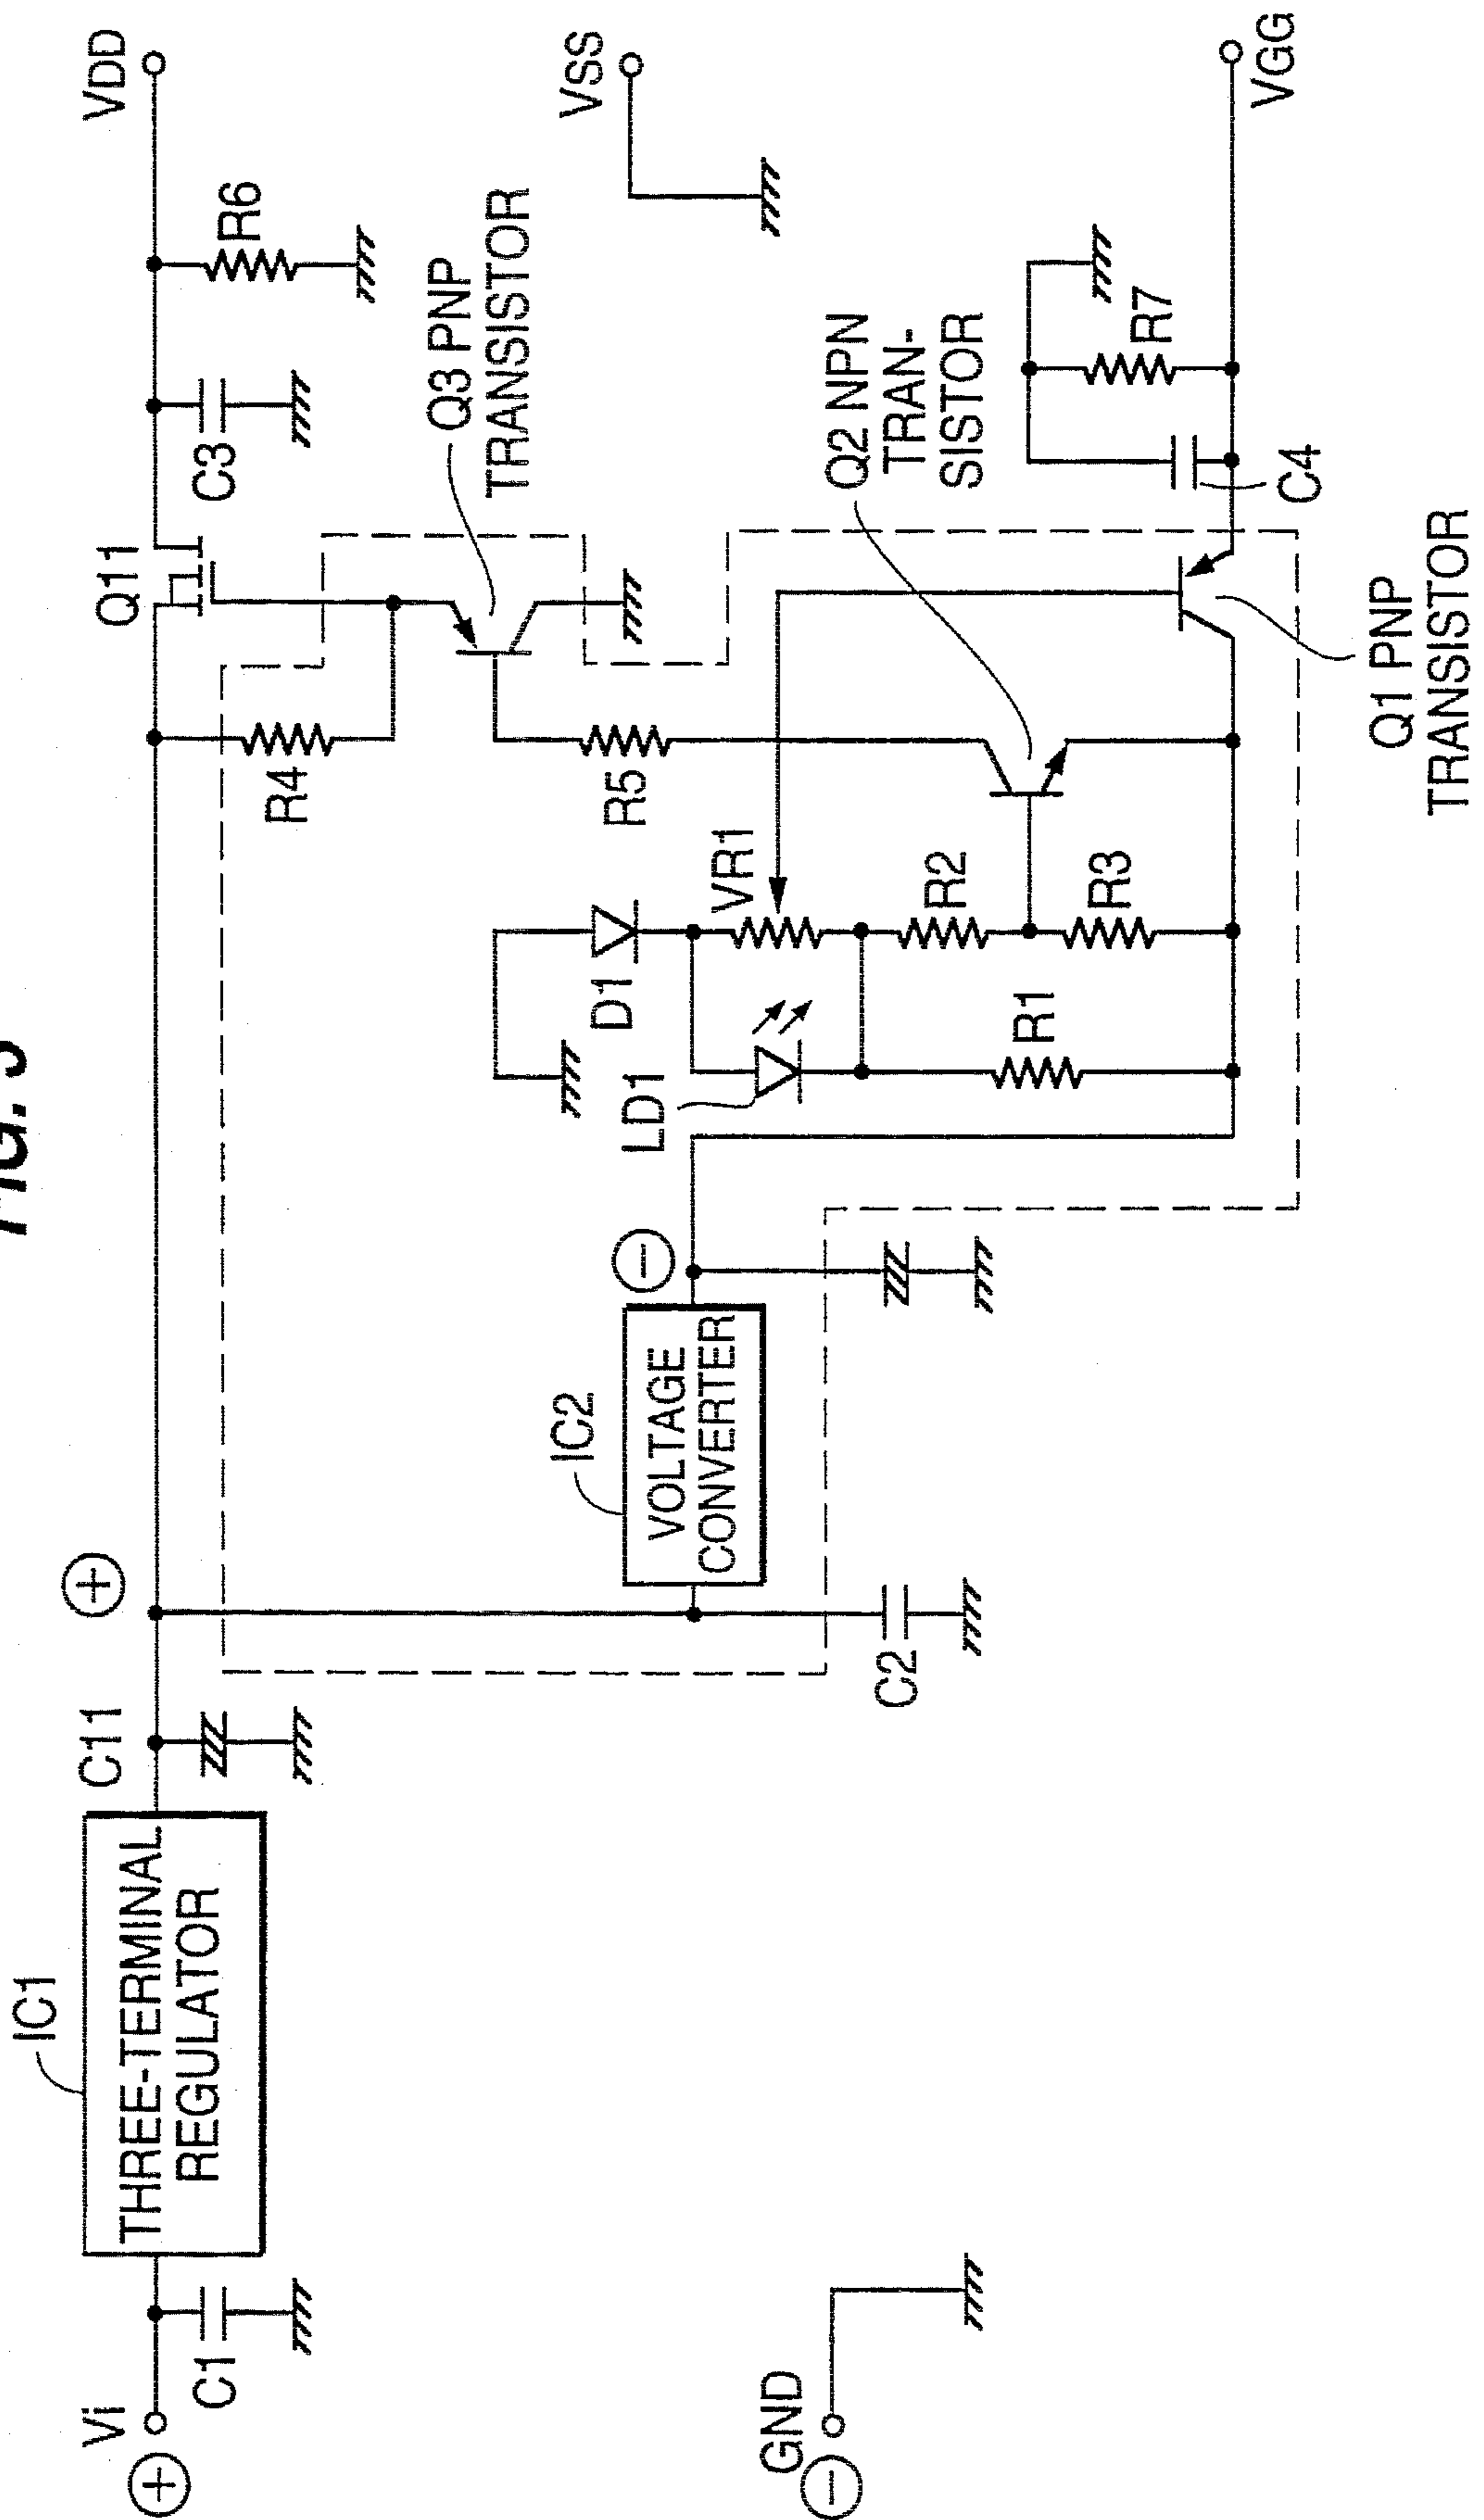 FIG.
IC1
Vi
THREE-TERMINAL
REGULATOR
C11
+
Q11
VDD
+
C1
R4
C3
R6
Q3 PNP
TRANSISTOR
IC2
VOLTAGE
CONVERTER
−
LD1
D1
R5
VSS
VR1
GND
−
C2
R2
Q2 NPN
TRAN-
SISTOR
R1
R3
R7
C4
VGG
Q1 PNP
TRANSISTOR